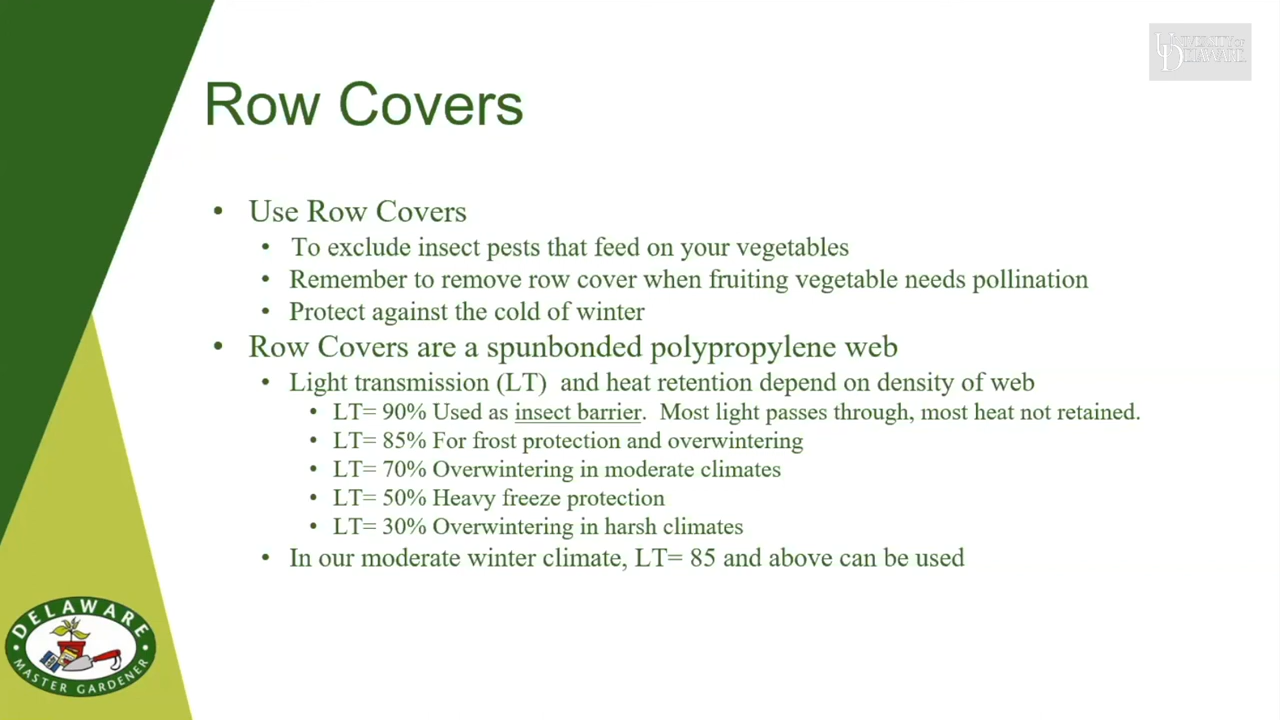 UNIVERSITY OF
DELAWARE
Row Covers
• Use Row Covers
• To exclude insect pests that feed on your vegetables
• Remember to remove row cover when fruiting vegetable needs pollination
• Protect against the cold of winter
• Row Covers are a spunbonded polypropylene web
• Light transmission (LT) and heat retention depend on density of web
• LT= 90% Used as insect barrier. Most light passes through, most heat not retained.
• LT= 85% For frost protection and overwintering
• LT= 70% Overwintering in moderate climates
• LT= 50% Heavy freeze protection
• LT= 30% Overwintering in harsh climates
• In our moderate winter climate, LT= 85 and above can be used
DELAWARE
MASTER GARDENER